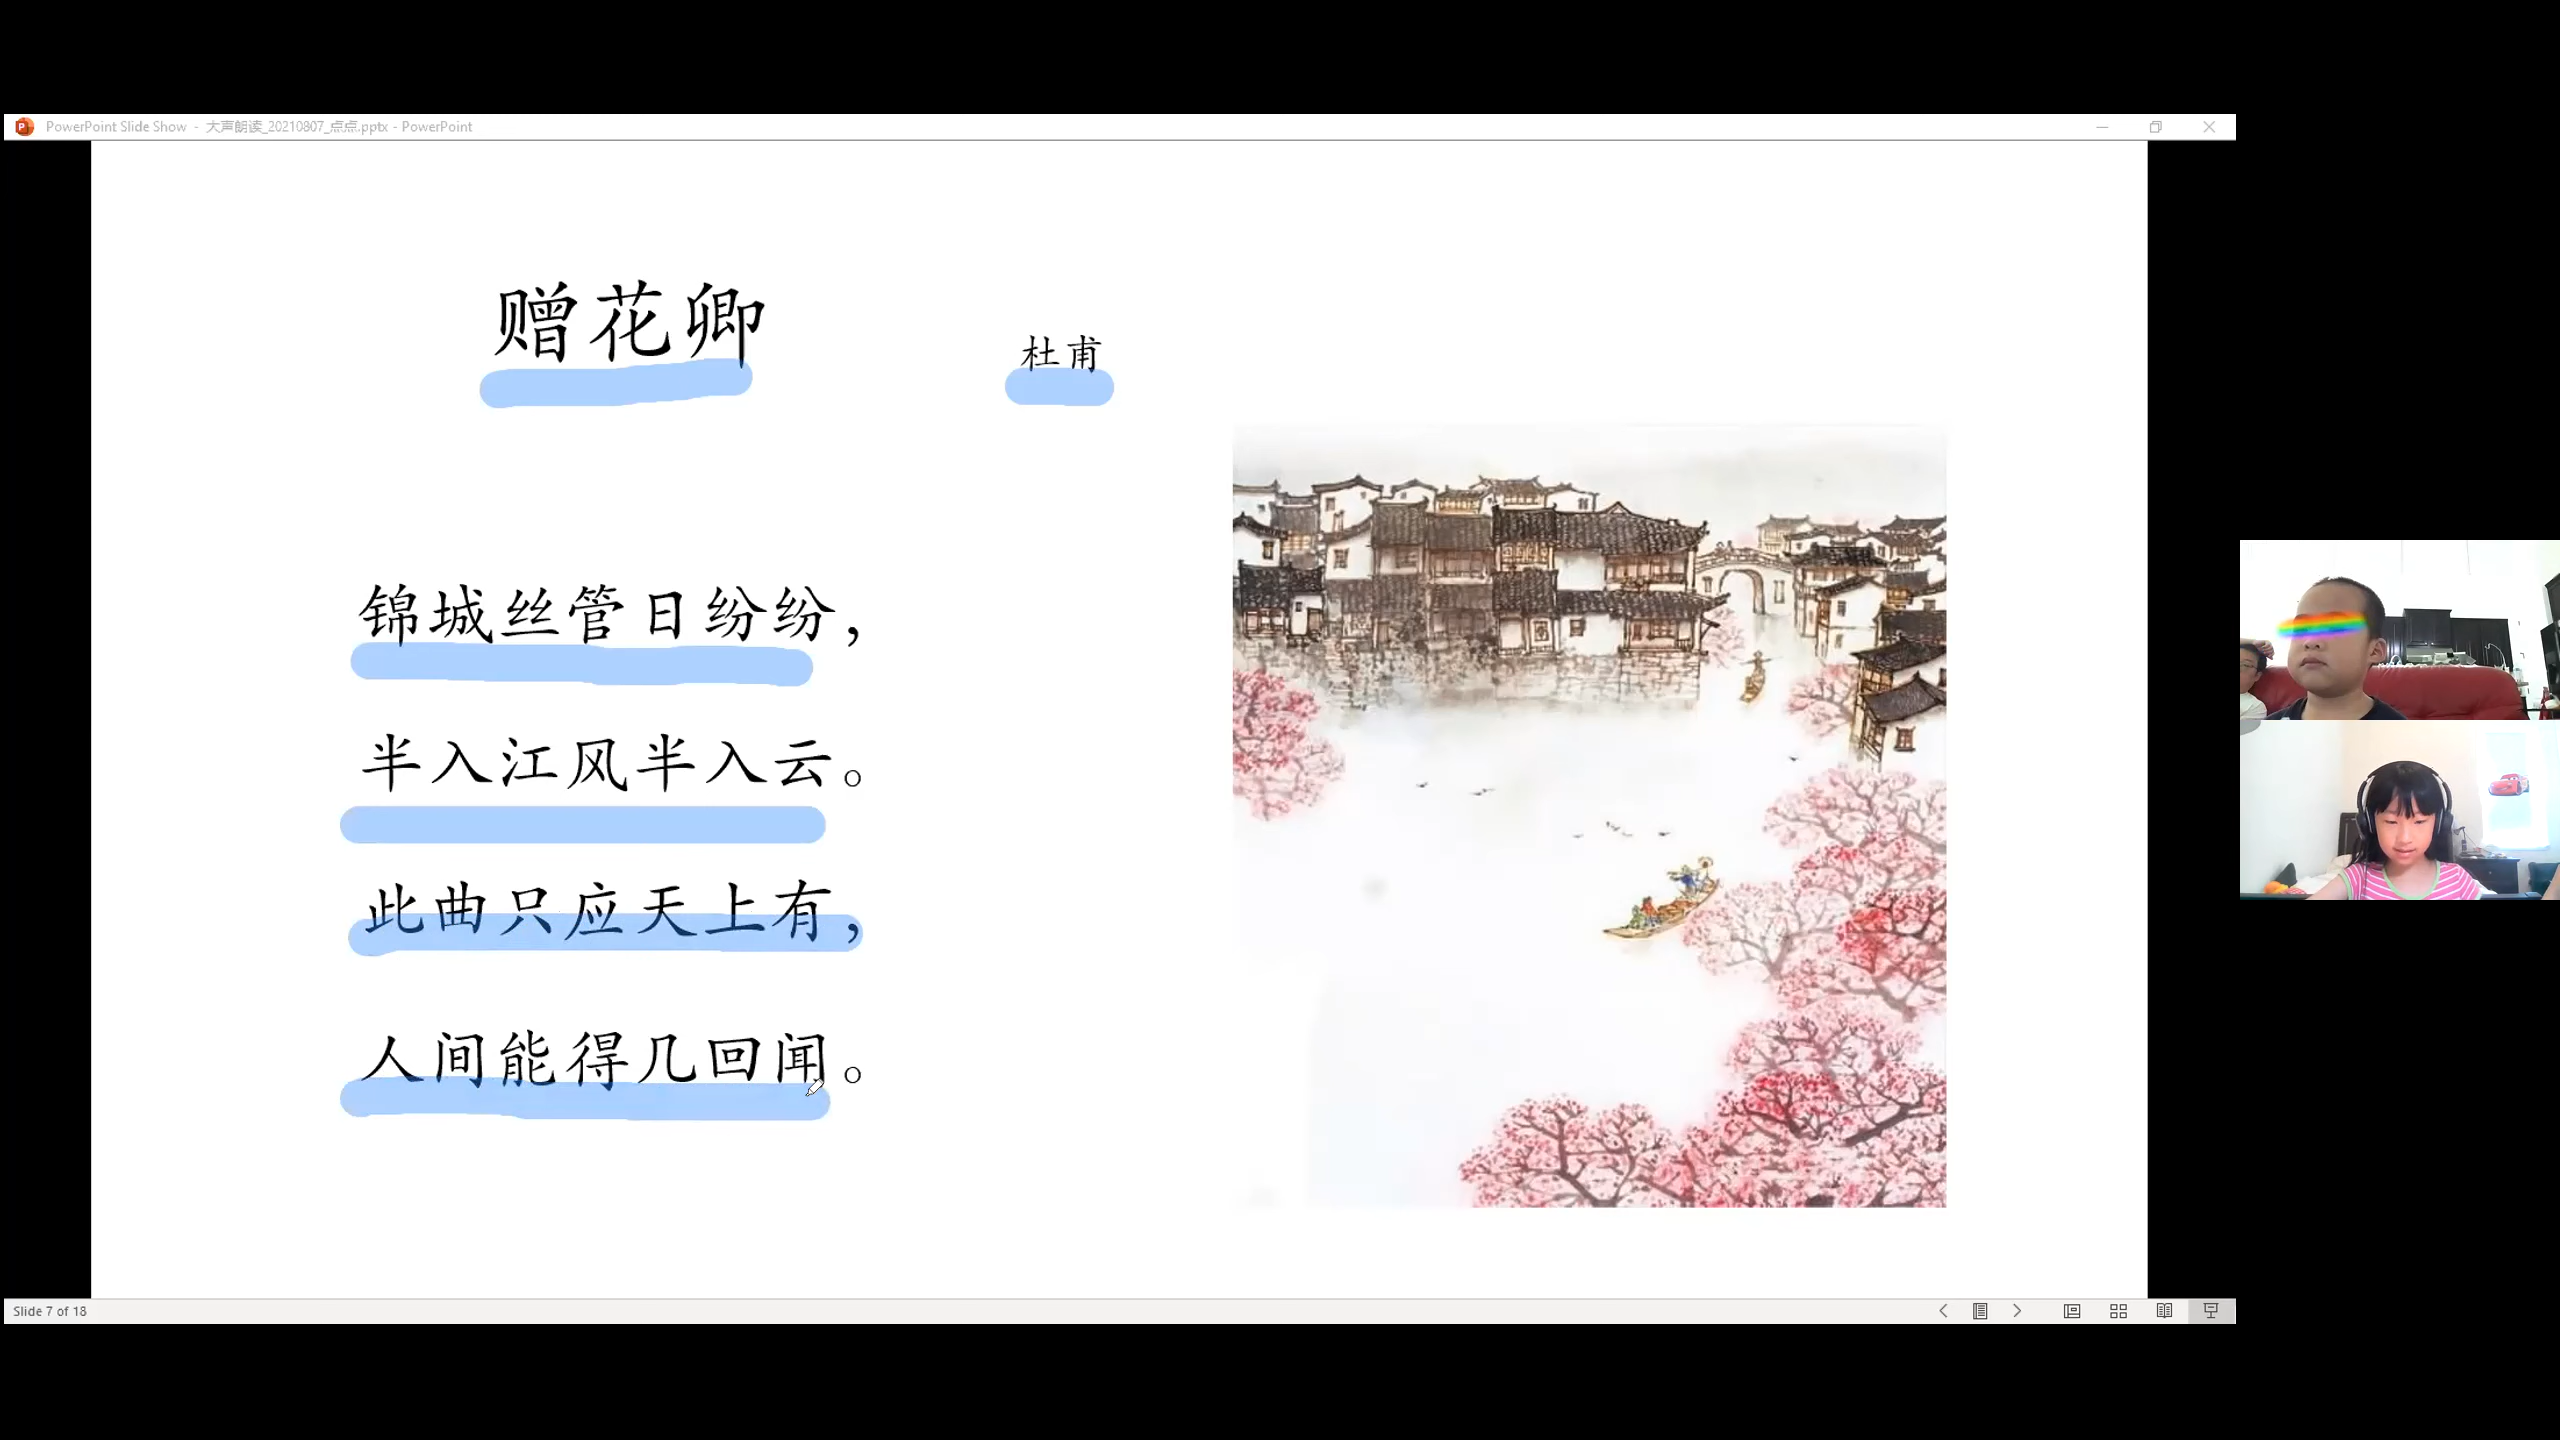 PowerPoint Slide Show - 大声朗读_20210807_点点.pptx - PowerPoint
赠花卿
杜甫
锦城丝管日纷纷，
半入江风半入云。
此曲只应天上有，
人间能得几回闻。
Slide 7 of 18